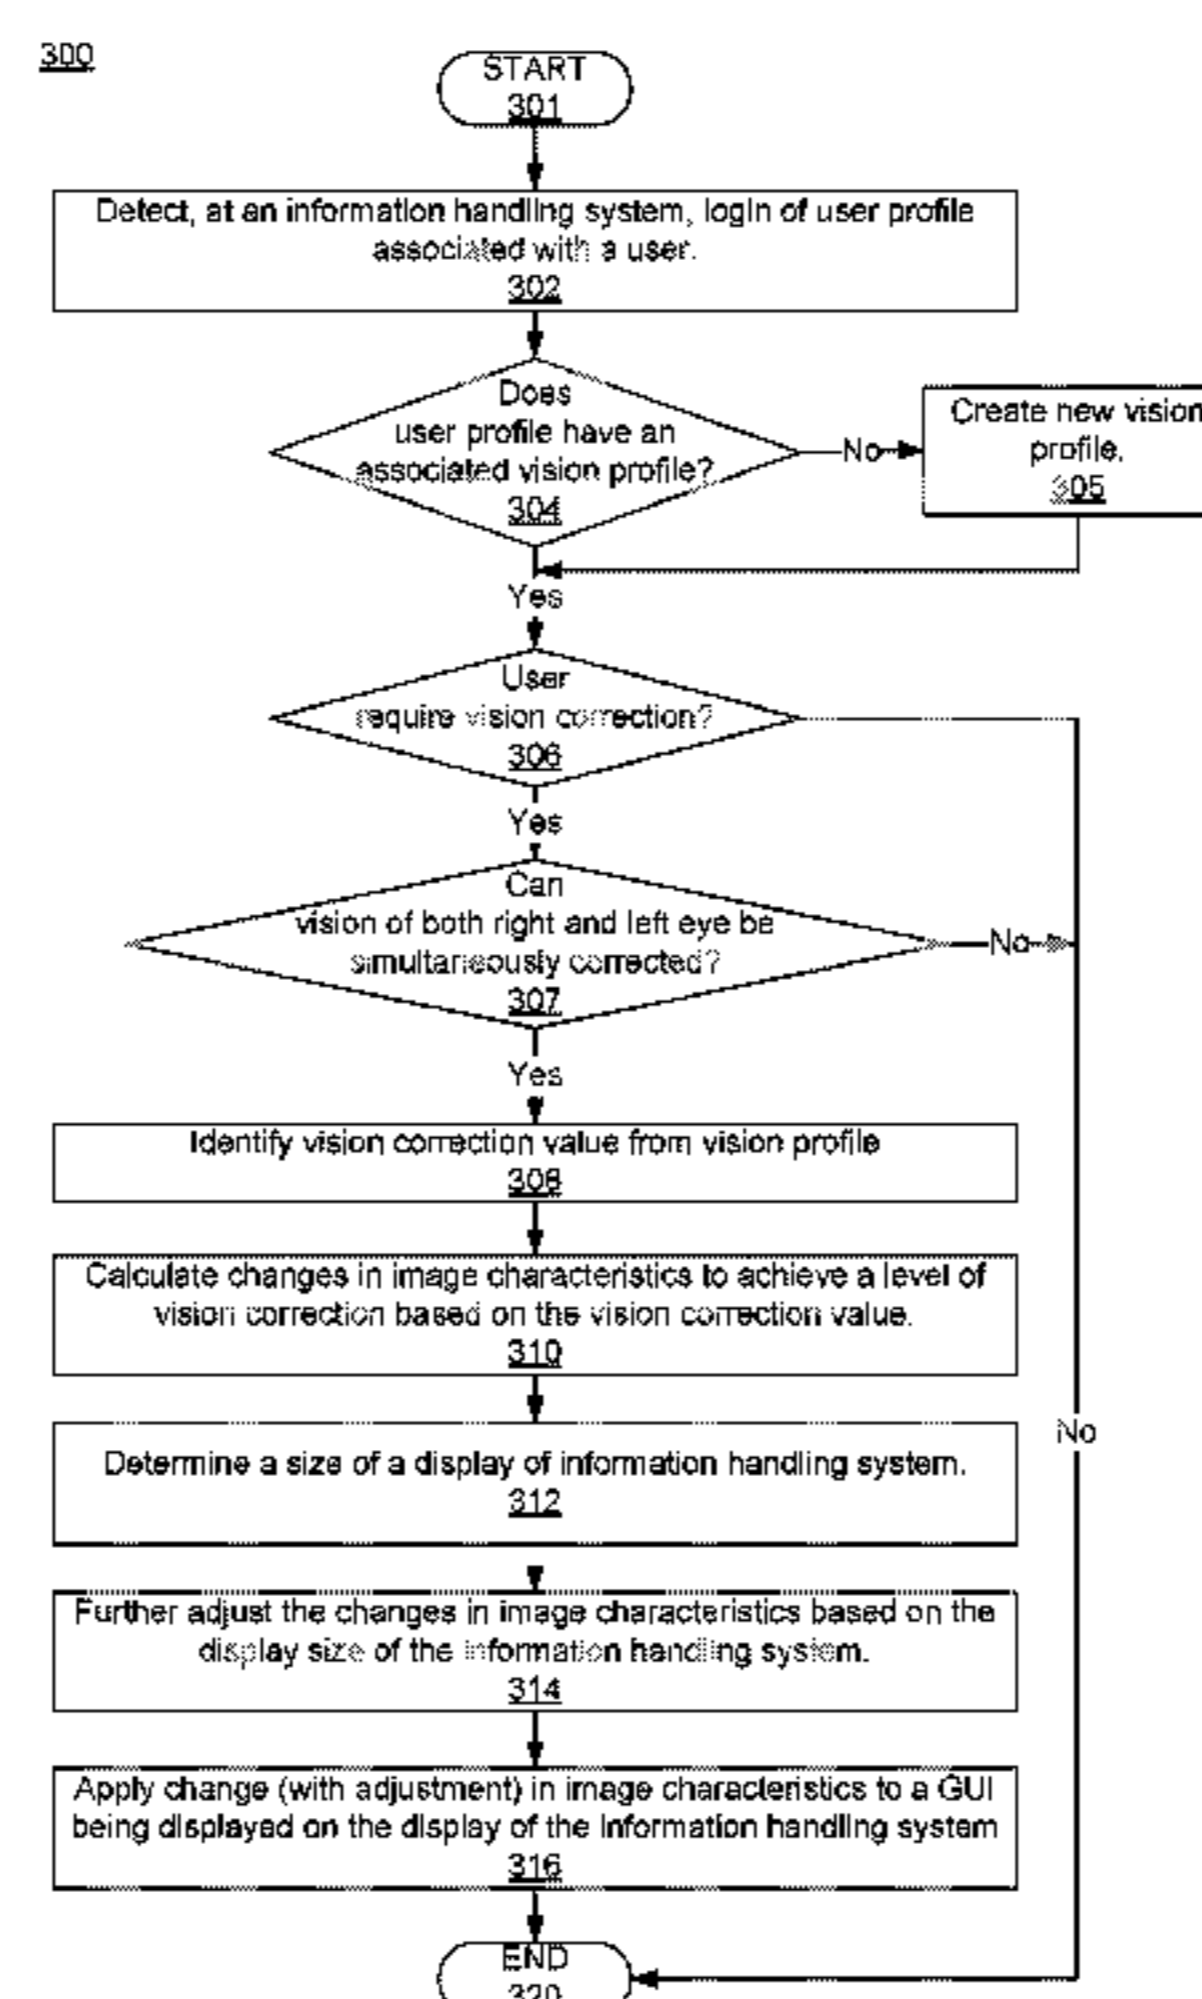 300
START
301
Detect, at an information handling system, login of user profile
associated with a user.
302
Does
user profile have an
associated vision profile?
304
No
Create new vision
profile.
305
Yes
User
require vision correction?
306
Yes
Can
vision of both right and left eye be
simultaneously corrected?
307
No
Yes
Identify vision correction value from vision profile
308
Calculate changes in image characteristics to achieve a level of
vision correction based on the vision correction value.
310
No
Determine a size of a display of information handling system.
312
Further adjust the changes in image characteristics based on the
display size of the information handling system.
314
Apply change (with adjustment) in image characteristics to a GUI
being displayed on the display of the information handling system
316
END
320